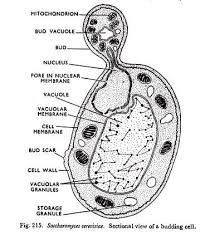 MITOCHONDRION
BUD VACUOLE
BUD
NUCLEUS
PORE IN NUCLEAR
MEMBRANE
VACUOLE
VACUOLAR
MEMBRANE
CELL
MEMBRANE
BUD SCAR
CELL WALL
VACUOLAR
GRANULES
STORAGE
GRANULE
Fig. 215. Saccharomyces cerevisiae. Sectional view of a budding cell.